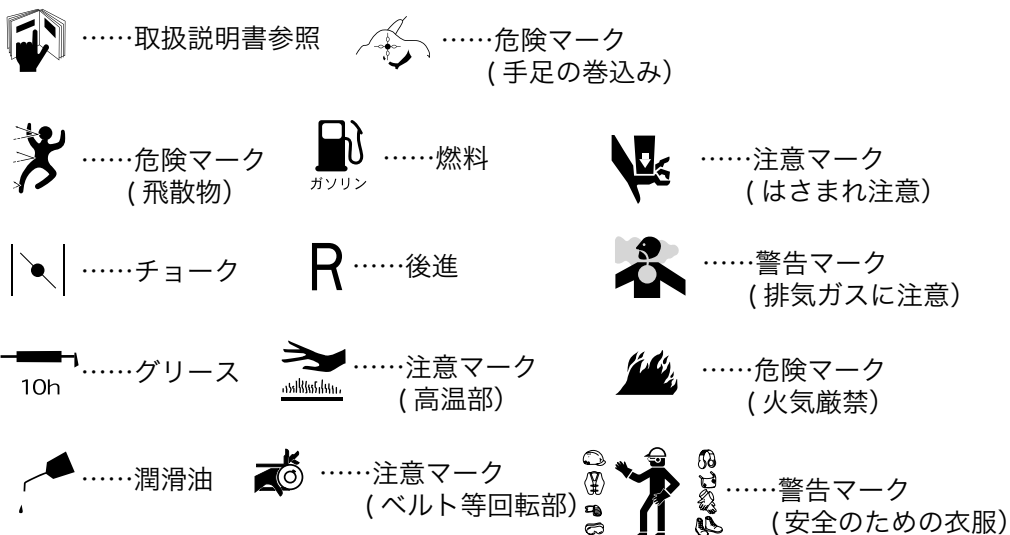 ……取扱説明書参照
……危険マーク
(手足の巻込み)
……危険マーク
(飛散物)
ガソリン
……燃料
……注意マーク
(はさまれ注意)
……チョーク
R
……後進
……警告マーク
(排気ガスに注意)
10h
……グリース
……注意マーク
(高温部)
……危険マーク
(火気厳禁)
……潤滑油
……注意マーク
(ベルト等回転部)
……警告マーク
(安全のための衣服)